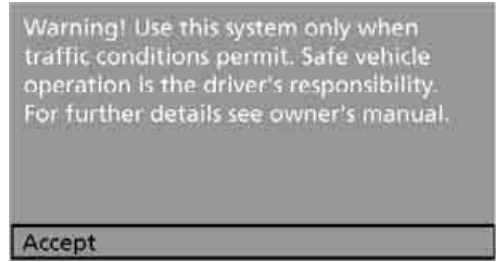 Warning! Use this system only when
traffic conditions permit. Safe vehicle
operation is the driver's responsibility.
For further details see owner's manual.
Accept